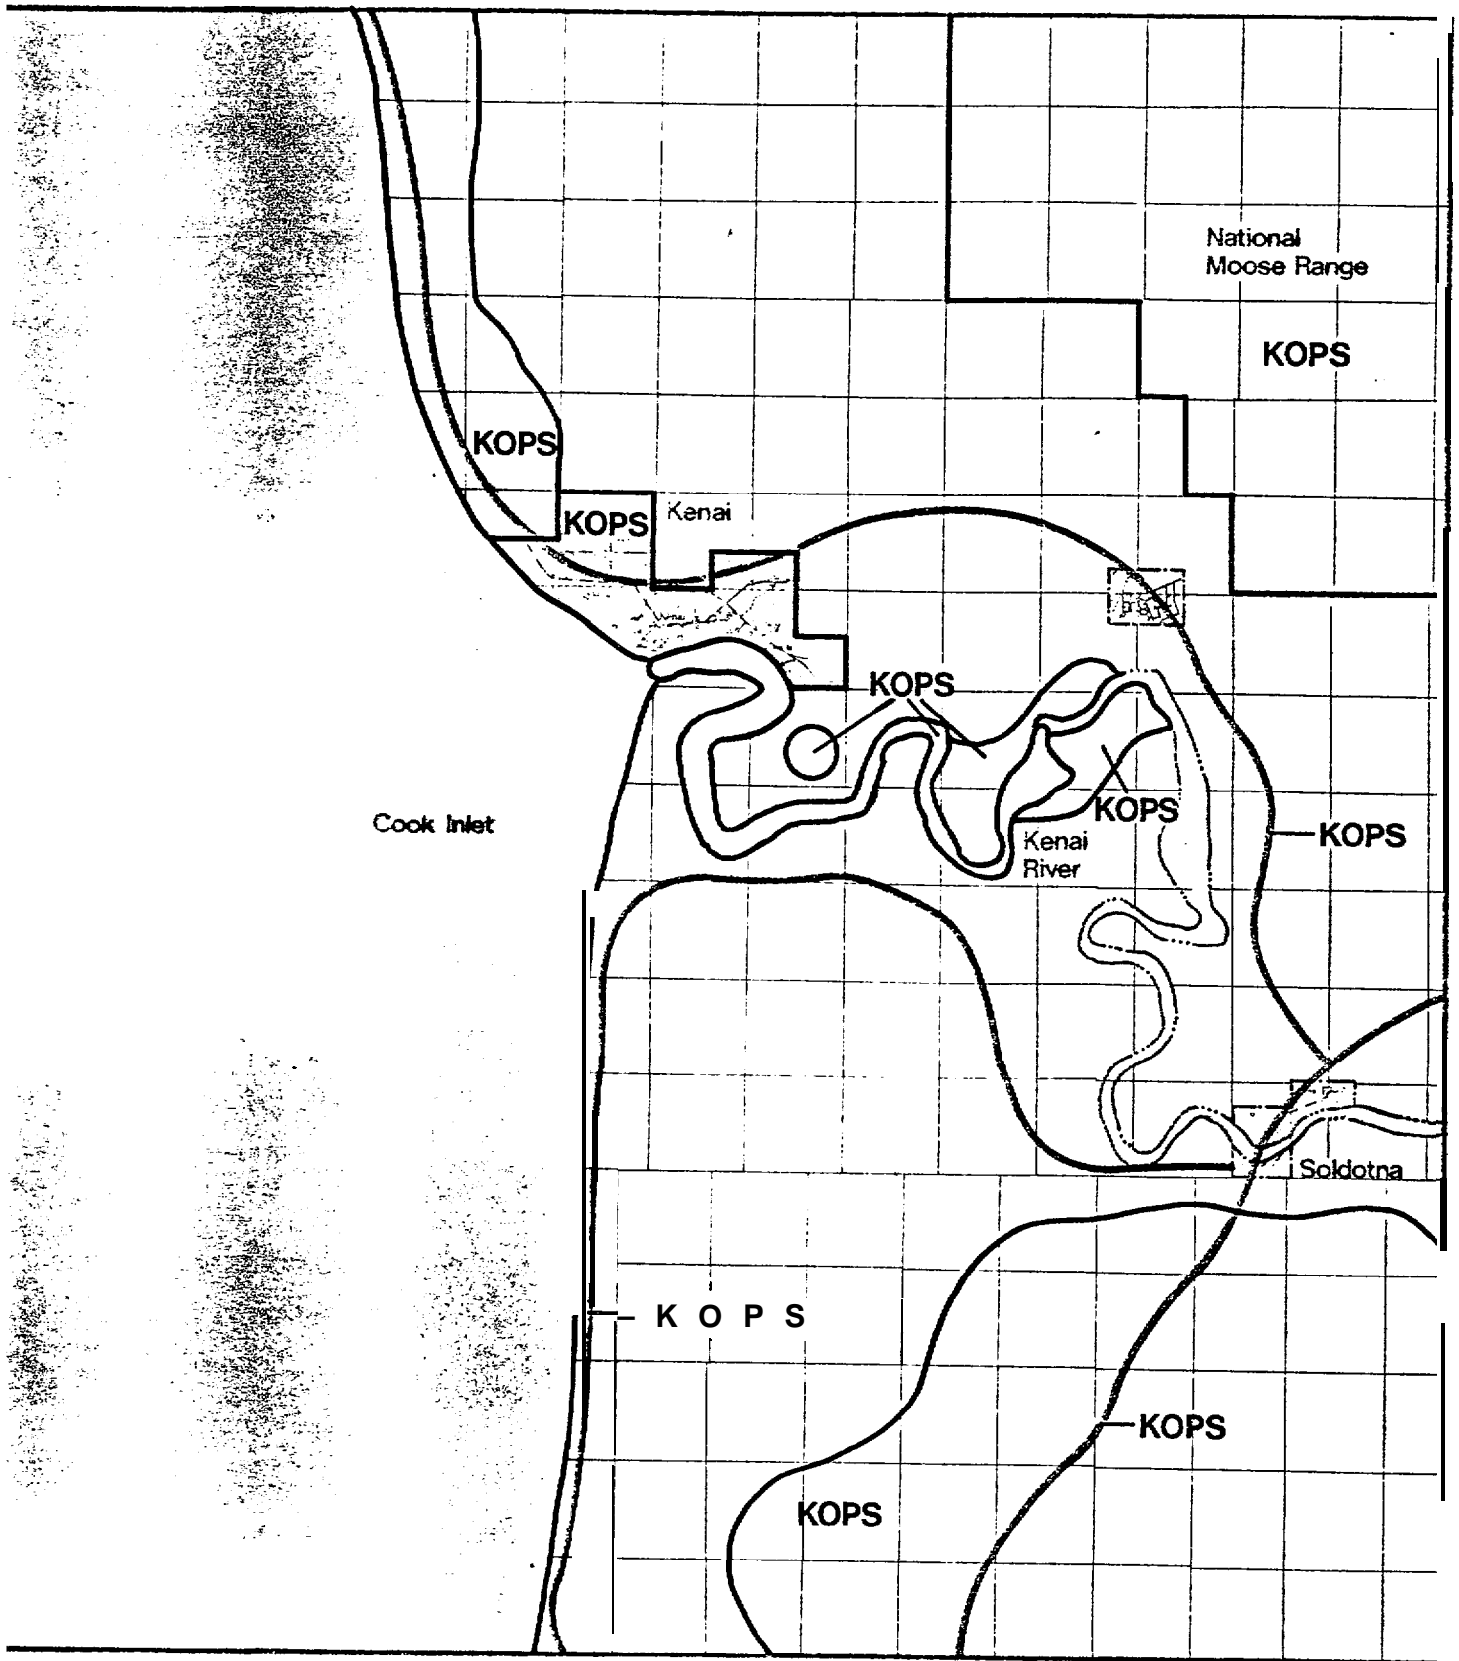 National
Moose Range
KOPS
KOPS
KOPS
Kenai
KOPS
KOPS
Cook Inlet
KOPS
Kenai
River
Soldotna
K O P S
KOPS
KOPS